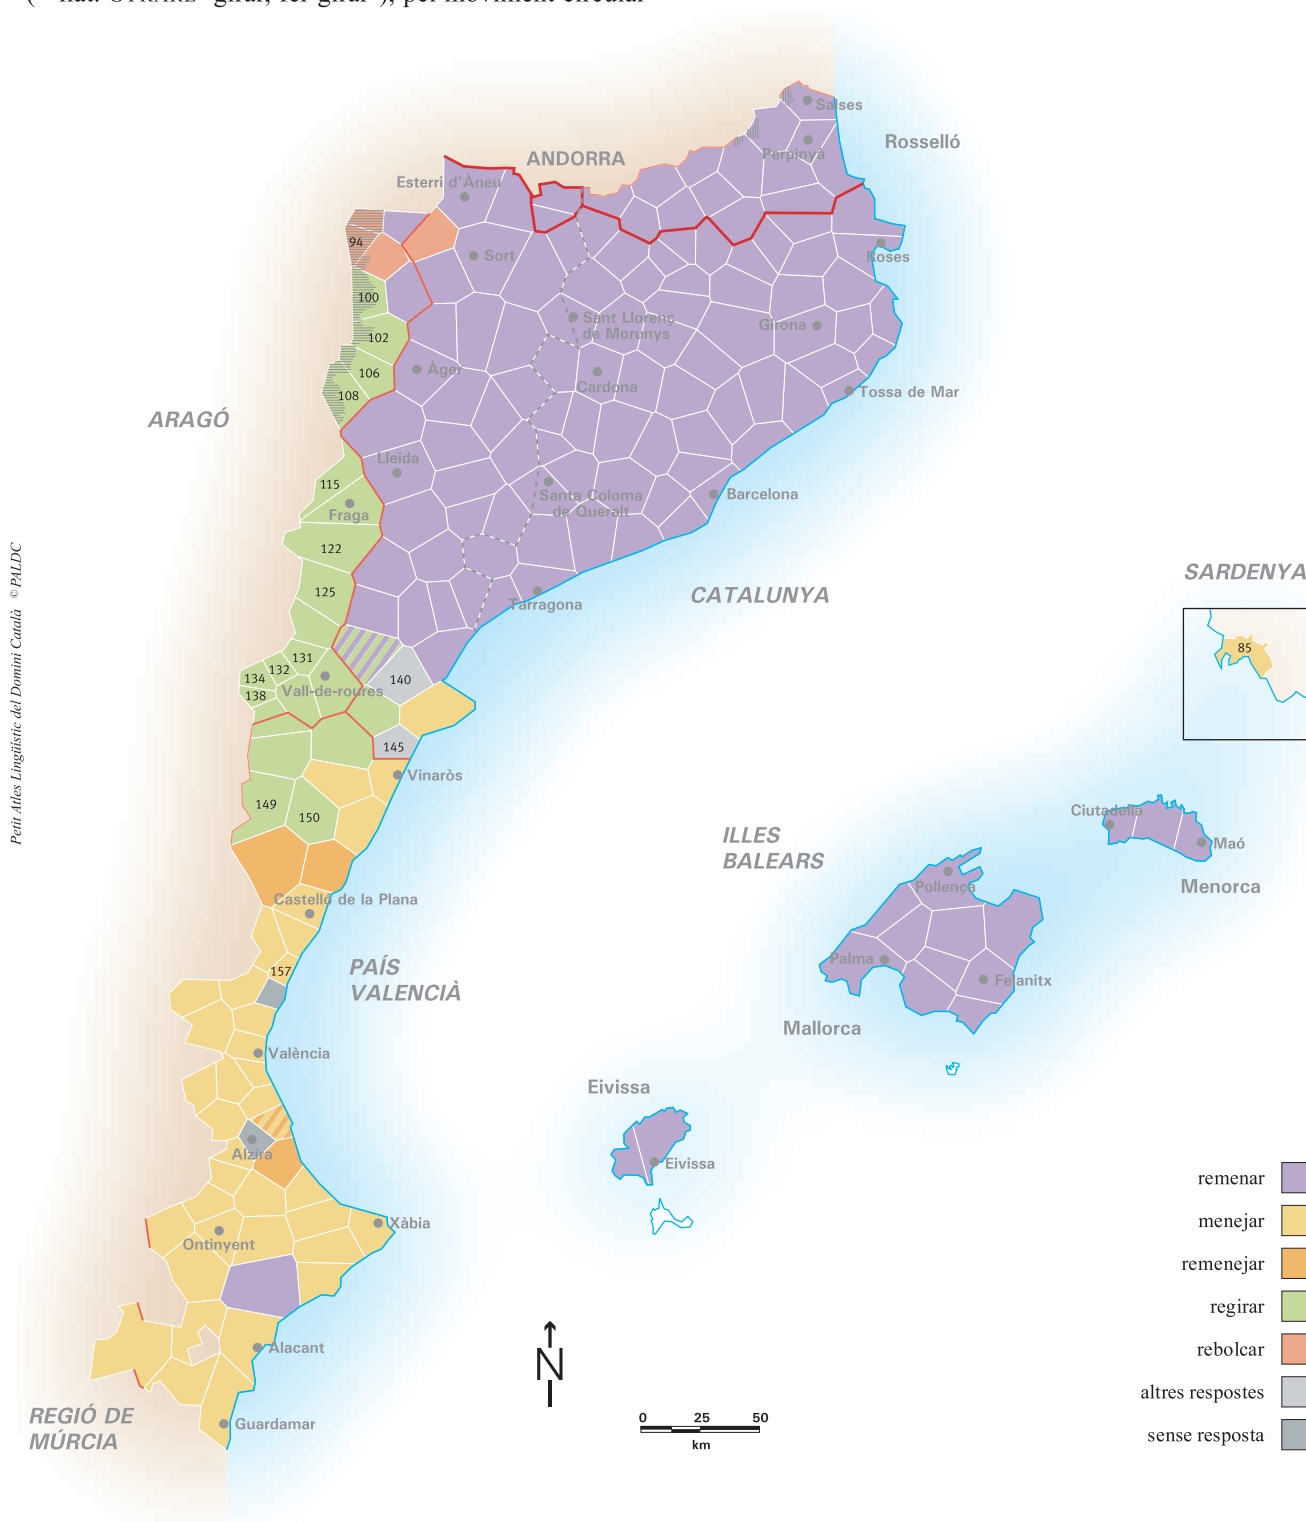 Petit Atles Lingüístic del Domini Català © PALDC
Salses
Rosselló
Perpinyà
ANDORRA
Esterri d'Àneu
94
Sort
Roses
100
Sant Llorenç
de Morunys
Girona
102
106
Àger
Cardona
108
Tossa de Mar
ARAGÓ
Lleida
115
Santa Coloma
de Queralt
Barcelona
Fraga
122
125
Tarragona
CATALUNYA
SARDENYA
85
131
132
134
138
Vall-de-roures
140
145
Vinaròs
149
150
ILLES
BALEARS
Ciutadella
Maó
Menorca
Pollença
Castelló de la Plana
157
PAÍS
VALENCIÀ
Palma
Felanitx
Mallorca
València
Eivissa
Alzira
Eivissa
Xàbia
Ontinyent
Alacant
Guardamar
REGIÓ DE
MÚRCIA
N
0 25 50
km
remenar
menejar
remenejar
regirar
rebolcar
altres respostes
sense resposta